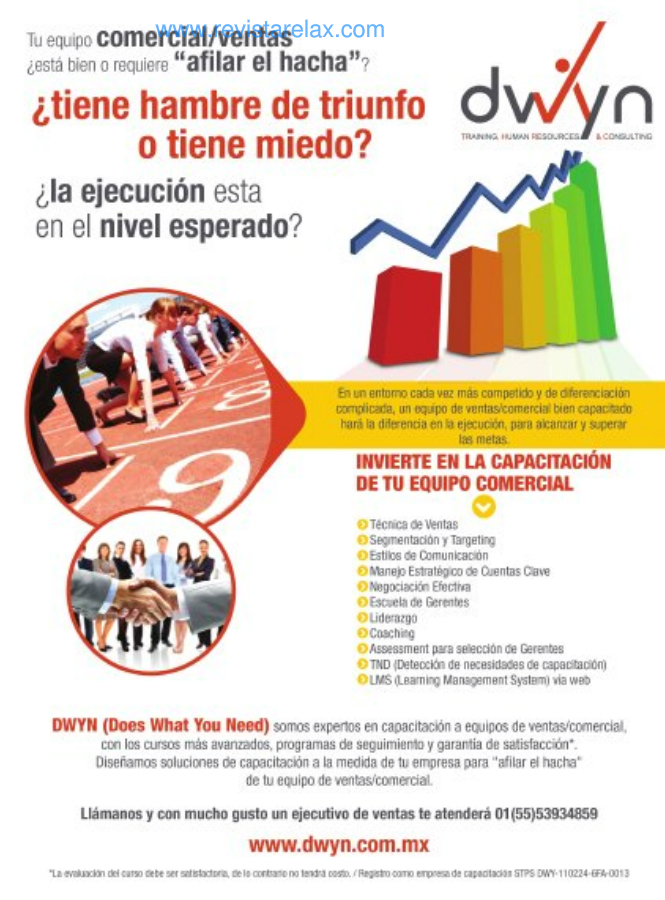 www.revistarelax.com
Tu equipo comercial/ventas
¿está bien o requiere “afilar el hacha”?
¿tiene hambre de triunfo
o tiene miedo?
¿la ejecución esta
en el nivel esperado?
dwyn
TRAINING, HUMAN RESOURCES & CONSULTING
8
9
En un entorno cada vez más competido y de diferenciación
complicada, un equipo de ventas/comercial bien capacitado
hará la diferencia en la ejecución, para alcanzar y superar
las metas.
INVIERTE EN LA CAPACITACIÓN
DE TU EQUIPO COMERCIAL
Técnica de Ventas
Segmentación y Targeting
Estilos de Comunicación
Manejo Estratégico de Cuentas Clave
Negociación Efectiva
Escuela de Gerentes
Liderazgo
Coaching
Assessment para selección de Gerentes
TND (Detección de necesidades de capacitación)
LMS (Learning Management System) vía web
DWYN (Does What You Need) somos expertos en capacitación a equipos de ventas/comercial,
con los cursos más avanzados, programas de seguimiento y garantía de satisfacción*.
Diseñamos soluciones de capacitación a la medida de tu empresa para "afilar el hacha"
de tu equipo de ventas/comercial.
Llámanos y con mucho gusto un ejecutivo de ventas te atenderá 01(55)53934859
www.dwyn.com.mx
*La evaluación del curso debe ser satisfactoria, de lo contrario no tendrá costo. / Registro como empresa de capacitación STPS DWY-110224-6FA-0013